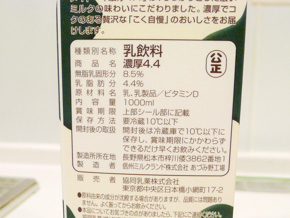 ミルクの味わいにこだわりました。濃厚でコ
クのある贅沢な「こく自慢」のおいしさをお届
けします。
公正
種類別名称 乳飲料
商品名 濃厚4.4
無脂乳固形分 8.5%
乳脂肪分 4.4%
原材料名 乳、乳製品/ビタミンD
内容量 1000ml
賞味期限 上部シール部に記載
保存方法 要冷蔵10℃以下
開封後の取扱 開封後は冷蔵庫で10℃以下に
保存し、賞味期限にかかわらず
できるだけ早くお飲みください。
製造所所在地 長野県松本市梓川倭3862番地1
製造者 信州ミルクランド株式会社 あづみ野工場
販売者 協同乳業株式会社
東京都中央区日本橋小網町17-2